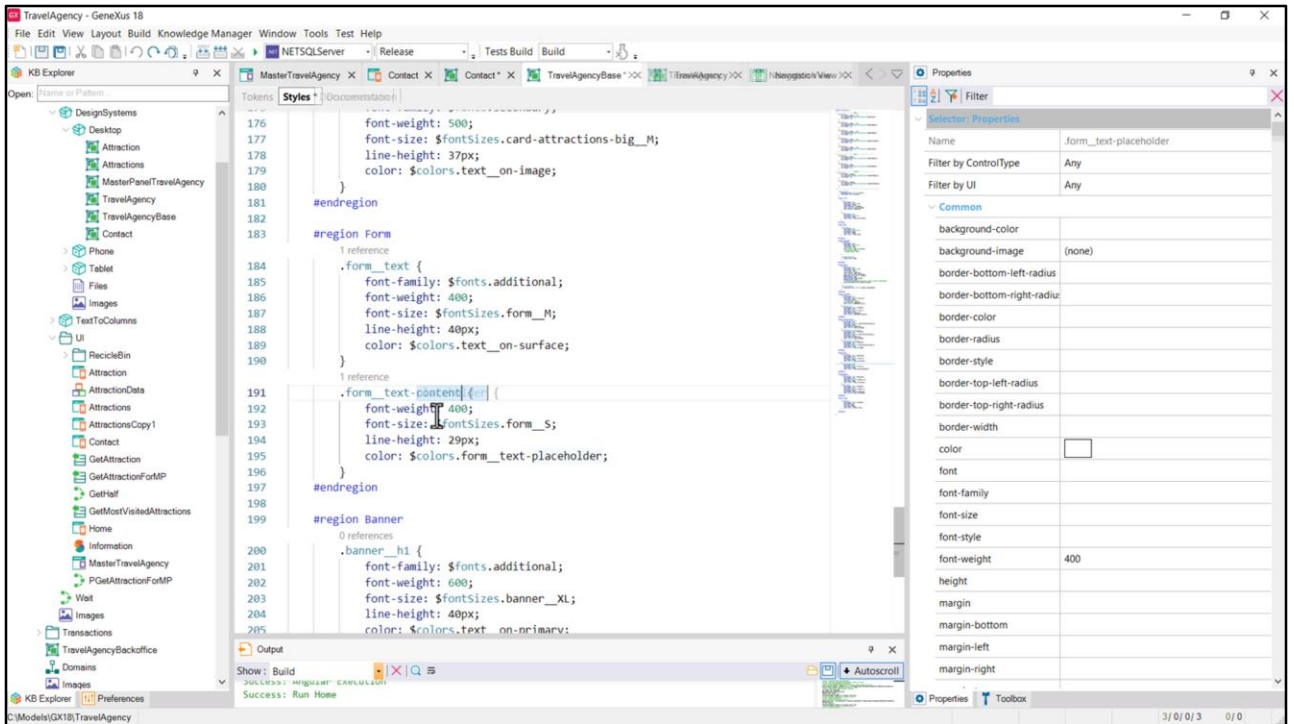 TravelAgency - GeneXus 18
File Edit View Layout Build Knowledge Manager Window Tools Test Help
NETSQLServer Release Tests Build Build
KB Explorer
Open: Name or Pattern...
DesignSystems
Desktop
Attraction
Attractions
MasterPanelTravelAgency
TravelAgency
TravelAgencyBase
Contact
Phone
Tablet
Files
Images
TextToColumns
UI
RecicleBin
Attraction
AttractionData
Attractions
AttractionsCopy1
Contact
GetAttraction
GetAttractionForMP
GetHalf
GetMostVisitedAttractions
Home
Information
MasterTravelAgency
PGetAttractionForMP
Wait
Images
Transactions
TravelAgencyBackoffice
Domains
Images
KB Explorer Preferences
C:\Models\GX18\TravelAgency
MasterTravelAgency X Contact X Contact * X TravelAgencyBase *
Tokens Styles * Documentation
176 font-weight: 500;
177 font-size: $fontSizes.card-attractions-big__M;
178 line-height: 37px;
179 color: $colors.text__on-image;
180 }
181 #endregion
182
183 #region Form
1 reference
184 .form__text {
185 font-family: $fonts.additional;
186 font-weight: 400;
187 font-size: $fontSizes.form__M;
188 line-height: 40px;
189 color: $colors.text__on-surface;
190 }
1 reference
191 .form__text-content {
192 font-weight: 400;
193 font-size: $fontSizes.form__S;
194 line-height: 29px;
195 color: $colors.form__text-placeholder;
196 }
197 #endregion
198
199 #region Banner
0 references
200 .banner__h1 {
201 font-family: $fonts.additional;
202 font-weight: 600;
203 font-size: $fontSizes.banner__XL;
204 line-height: 40px;
205 color: $colors.text__on-primary;
Output
Show: Build Autoscroll
Success: Angular Execution
Success: Run Home
Properties
Filter
Selector: Properties
Name .form__text-placeholder
Filter by ControlType Any
Filter by UI Any
Common
background-color
background-image (none)
border-bottom-left-radius
border-bottom-right-radiu
border-color
border-radius
border-style
border-top-left-radius
border-top-right-radius
border-width
color
font
font-family
font-size
font-style
font-weight 400
height
margin
margin-bottom
margin-left
margin-right
Properties Toolbox
3/0/0/3 0/0